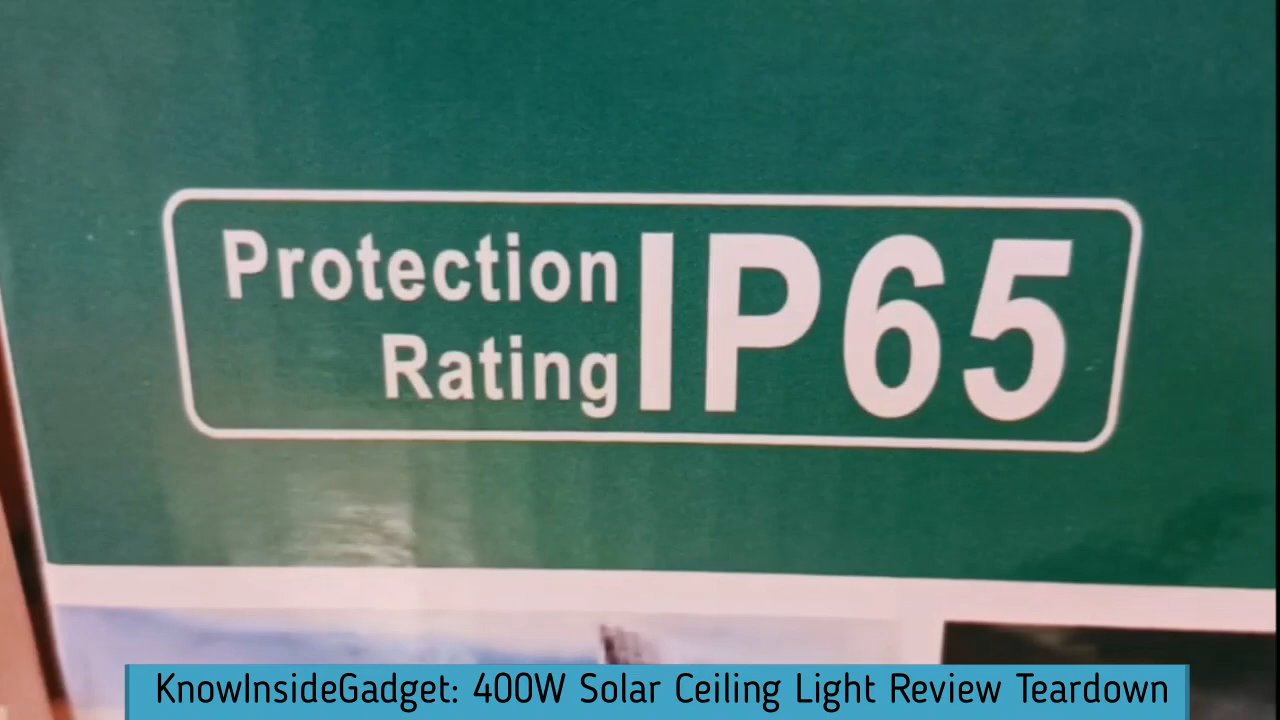 Protection
Rating
IP65
KnowInsideGadget: 400W Solar Ceiling Light Review Teardown